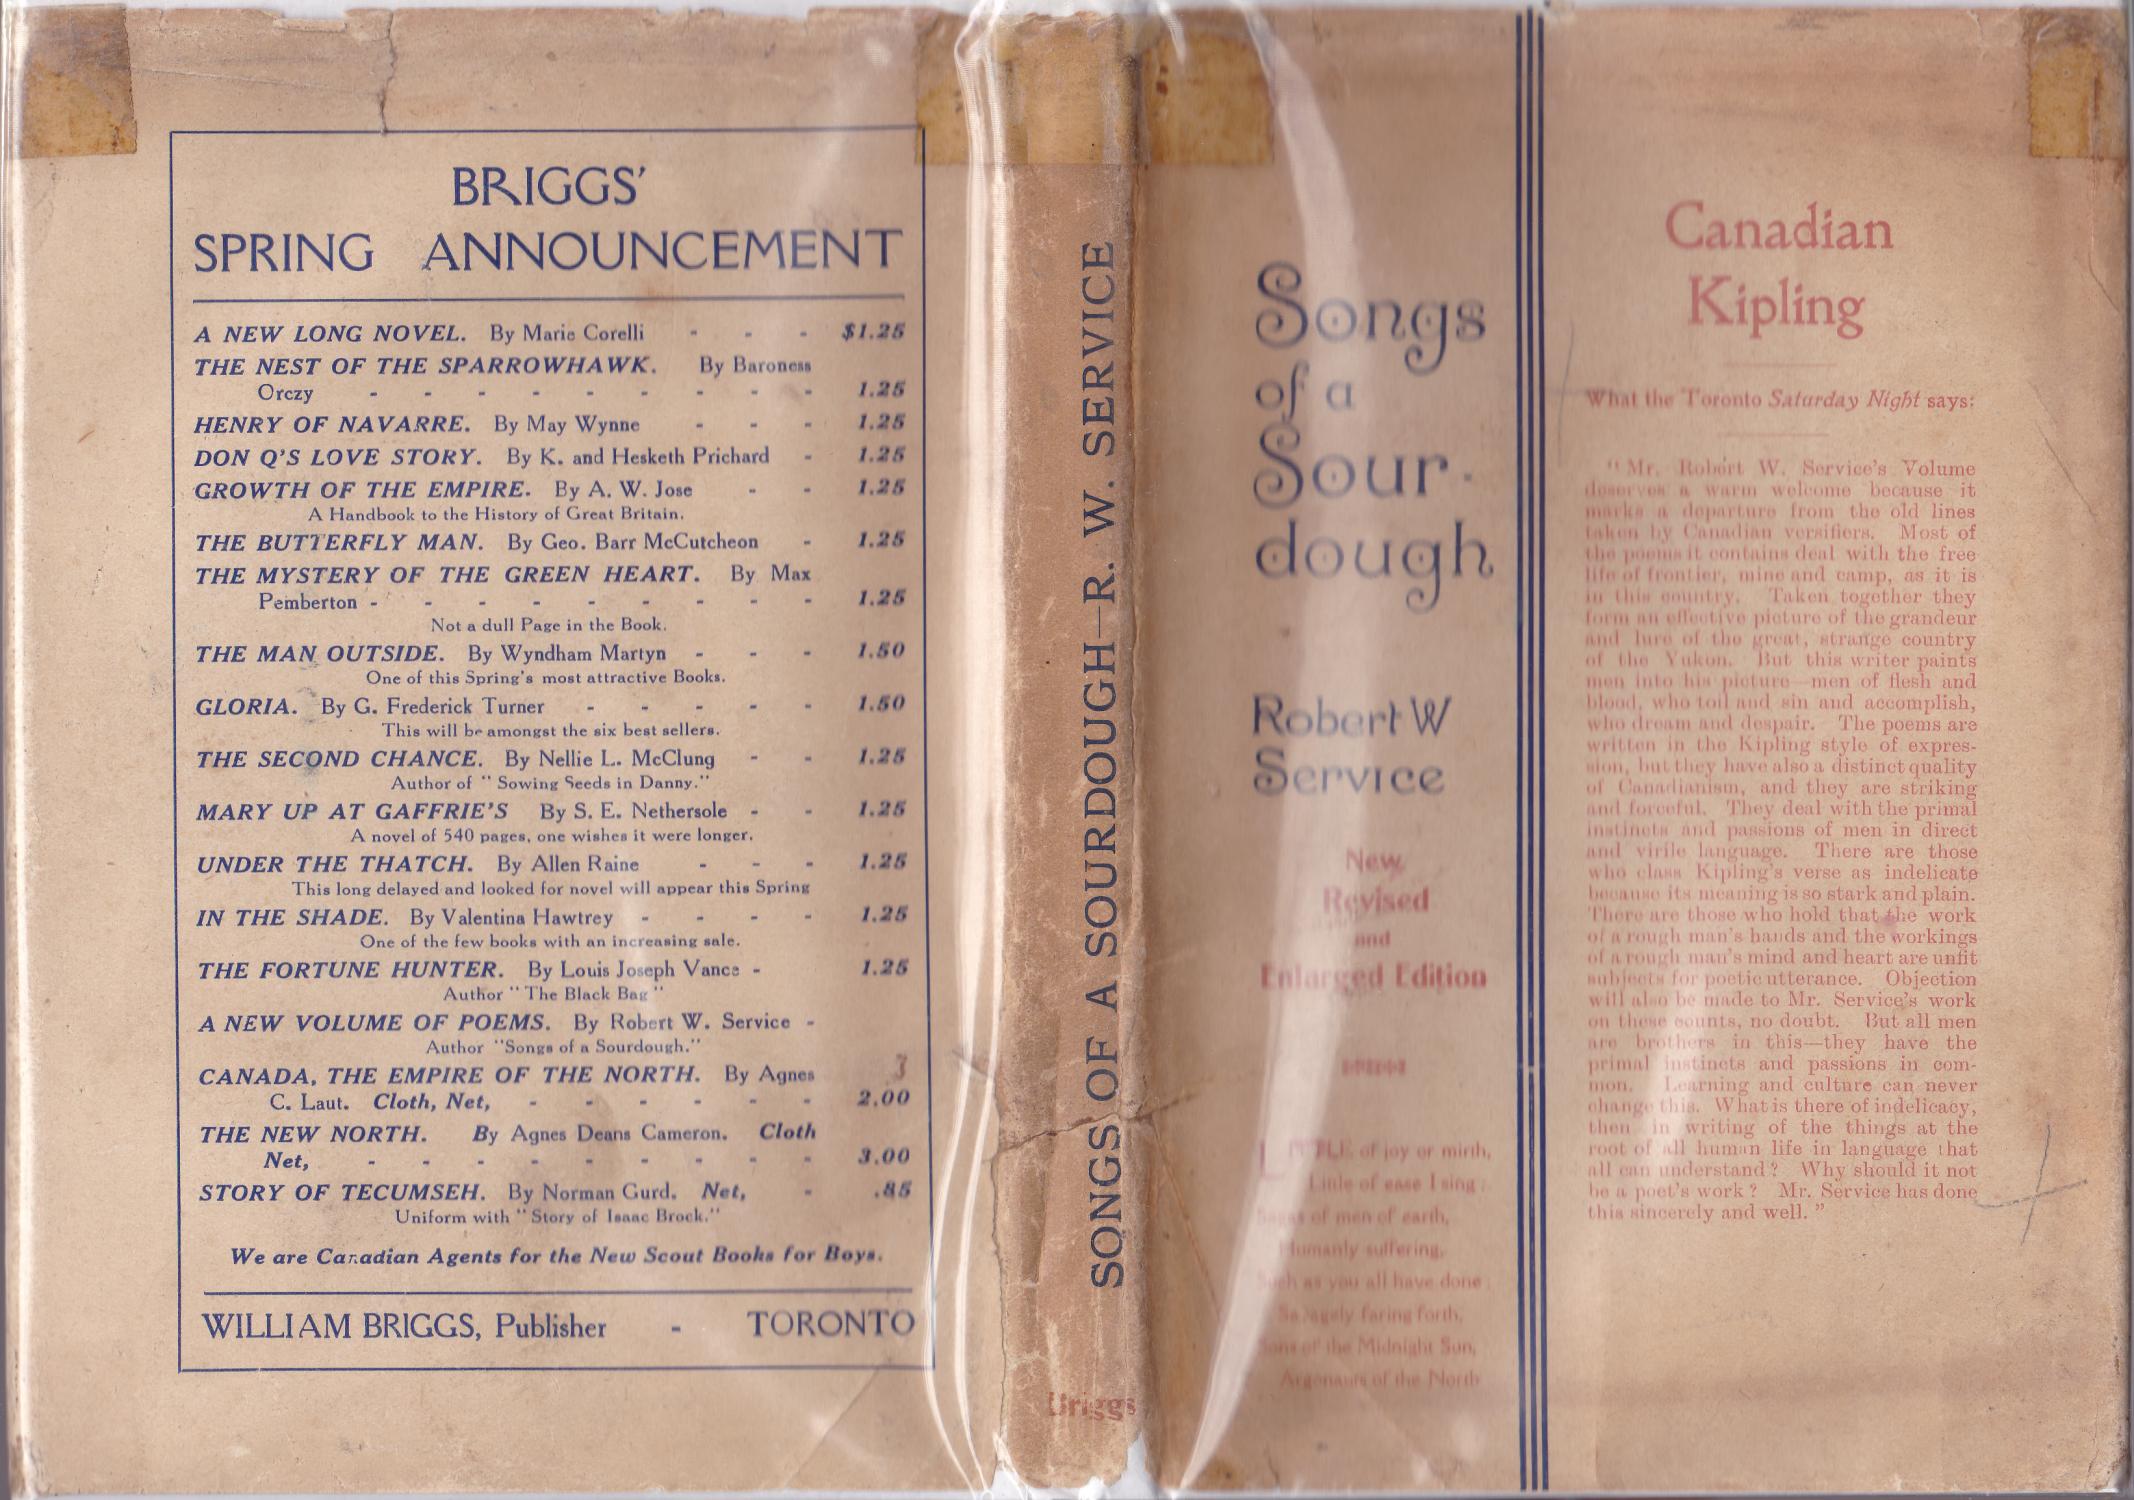 BRIGGS'
SPRING ANNOUNCEMENT
A NEW LONG NOVEL. By Marie Corelli - - - $1.25
THE NEST OF THE SPARROWHAWK. By Baroness
Orczy - - - - - - - - - 1.25
HENRY OF NAVARRE. By May Wynne - - - 1.25
DON Q'S LOVE STORY. By K. and Hesketh Prichard - 1.25
GROWTH OF THE EMPIRE. By A. W. Jose - - 1.25
A Handbook to the History of Great Britain.
THE BUTTERFLY MAN. By Geo. Barr McCutcheon - 1.25
THE MYSTERY OF THE GREEN HEART. By Max
Pemberton - - - - - - - - - 1.25
Not a dull Page in the Book.
THE MAN OUTSIDE. By Wyndham Martyn - - - 1.50
One of this Spring's most attractive Books.
GLORIA. By G. Frederick Turner - - - - - 1.50
This will be amongst the six best sellers.
THE SECOND CHANCE. By Nellie L. McClung - - 1.25
Author of "Sowing Seeds in Danny."
MARY UP AT GAFFRIE'S By S. E. Nethersole - - 1.25
A novel of 540 pages, one wishes it were longer.
UNDER THE THATCH. By Allen Raine - - - 1.25
This long delayed and looked for novel will appear this Spring
IN THE SHADE. By Valentina Hawtrey - - - - 1.25
One of the few books with an increasing sale.
THE FORTUNE HUNTER. By Louis Joseph Vance - 1.25
Author "The Black Bag"
A NEW VOLUME OF POEMS. By Robert W. Service -
Author "Songs of a Sourdough."
CANADA, THE EMPIRE OF THE NORTH. By Agnes 3
C. Laut. Cloth, Net, - - - - - - 2.00
THE NEW NORTH. By Agnes Deans Cameron. Cloth
Net, - - - - - - - - - 3.00
STORY OF TECUMSEH. By Norman Gurd. Net, - .85
Uniform with "Story of Isaac Brock."
We are Canadian Agents for the New Scout Books for Boys.
WILLIAM BRIGGS, Publisher - TORONTO
SONGS OF A SOURDOUGH—R. W. SERVICE
Briggs
Songs
of a
Sour-
dough
Robert W
Service
New,
Revised
and
Enlarged Edition
LITTLE of joy or mirth,
Little of ease I sing;
Sagas of men of earth,
Humanly suffering,
Such as you all have done;
Savagely faring forth,
Sons of the Midnight Sun,
Argonauts of the North
Canadian
Kipling
What the Toronto Saturday Night says:
"Mr. Robert W. Service's Volume
deserves a warm welcome because it
marks a departure from the old lines
taken by Canadian versifiers. Most of
the poems it contains deal with the free
life of frontier, mine and camp, as it is
in this country. Taken together they
form an effective picture of the grandeur
and lure of the great, strange country
of the Yukon. But this writer paints
men into his picture—men of flesh and
blood, who toil and sin and accomplish,
who dream and despair. The poems are
written in the Kipling style of expres-
sion, but they have also a distinct quality
of Canadianism, and they are striking
and forceful. They deal with the primal
instincts and passions of men in direct
and virile language. There are those
who class Kipling's verse as indelicate
because its meaning is so stark and plain.
There are those who hold that the work
of a rough man's hands and the workings
of a rough man's mind and heart are unfit
subjects for poetic utterance. Objection
will also be made to Mr. Service's work
on these counts, no doubt. But all men
are brothers in this—they have the
primal instincts and passions in com-
mon. Learning and culture can never
change this. What is there of indelicacy,
then in writing of the things at the
root of all human life in language that
all can understand? Why should it not
be a poet's work? Mr. Service has done
this sincerely and well."